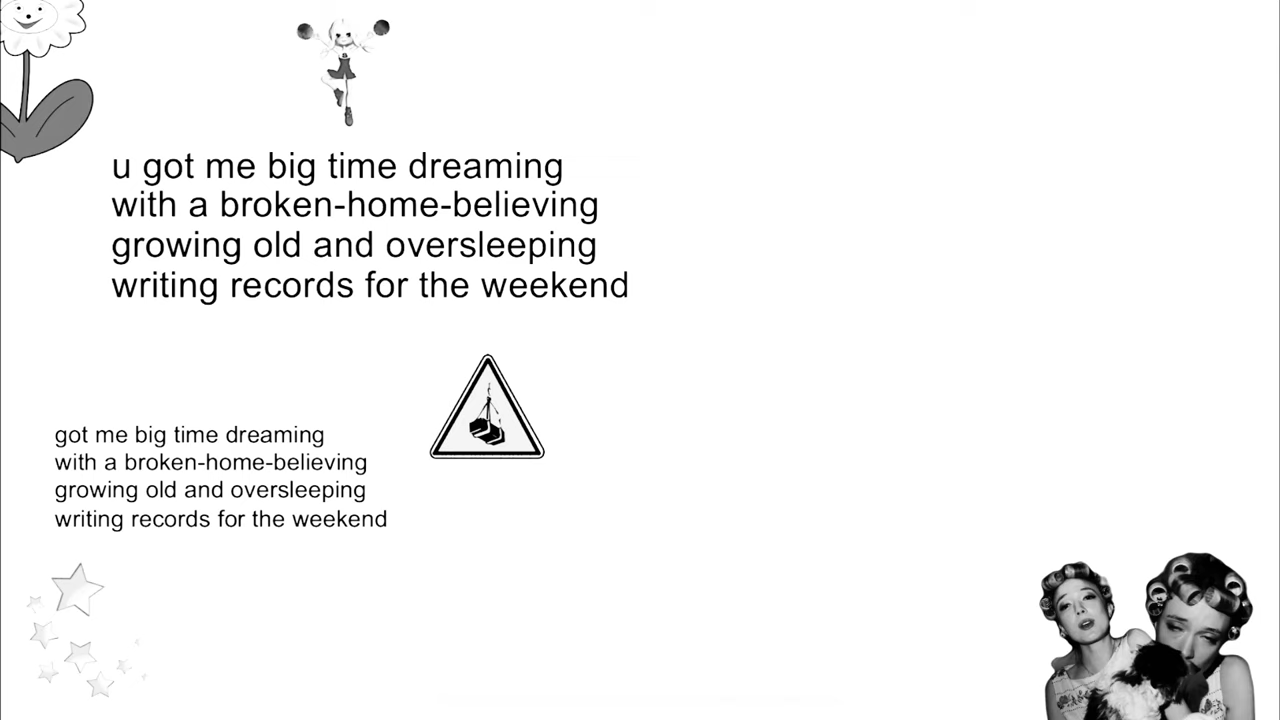 u got me big time dreaming
with a broken-home-believing
growing old and oversleeping
writing records for the weekend
got me big time dreaming
with a broken-home-believing
growing old and oversleeping
writing records for the weekend